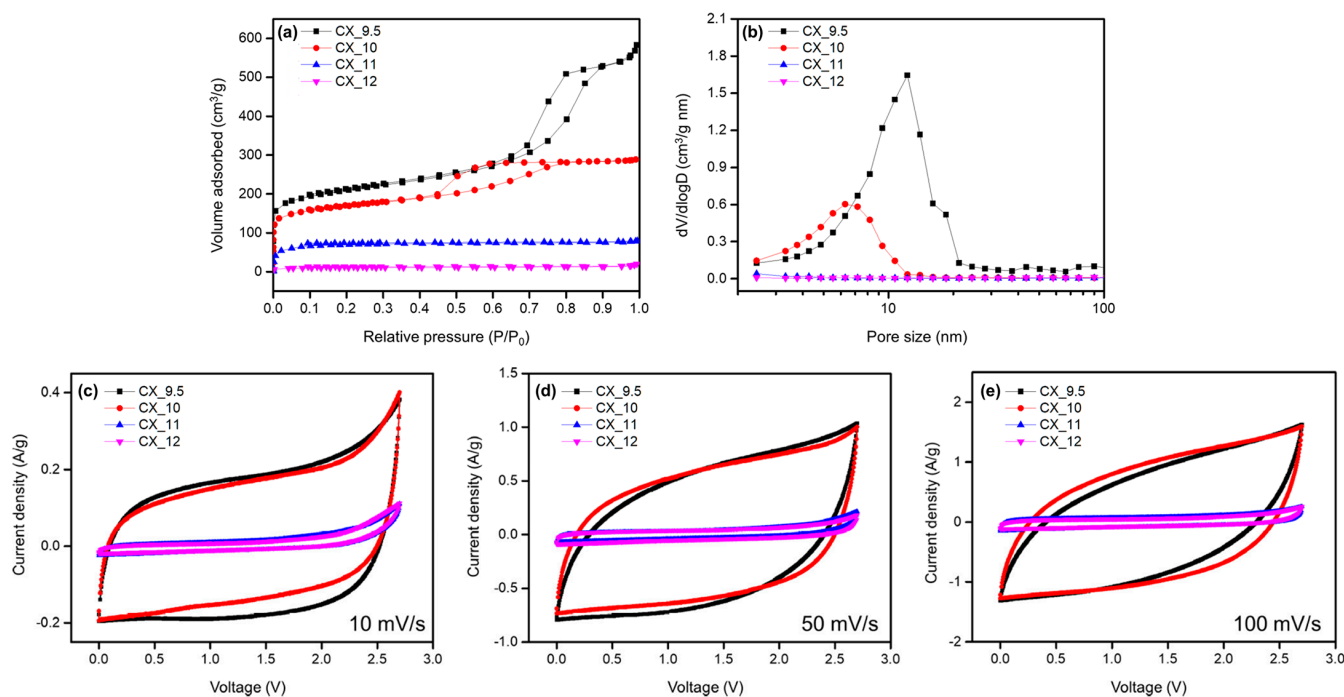 (a)
CX_9.5
CX_10
CX_11
CX_12
Volume adsorbed (cm³/g)
600
500
400
300
200
100
0
0.0 0.1 0.2 0.3 0.4 0.5 0.6 0.7 0.8 0.9 1.0
Relative pressure (P/P₀)
(b)
CX_9.5
CX_10
CX_11
CX_12
dV/dlogD (cm³/g nm)
2.1
1.8
1.5
1.2
0.9
0.6
0.3
0.0
10 100
Pore size (nm)
(c)
CX_9.5
CX_10
CX_11
CX_12
Current density (A/g)
0.4
0.2
0.0
-0.2
10 mV/s
0.0 0.5 1.0 1.5 2.0 2.5 3.0
Voltage (V)
(d)
CX_9.5
CX_10
CX_11
CX_12
Current density (A/g)
1.5
1.0
0.5
0.0
-0.5
-1.0
50 mV/s
0.0 0.5 1.0 1.5 2.0 2.5 3.0
Voltage (V)
(e)
CX_9.5
CX_10
CX_11
CX_12
Current density (A/g)
2
1
0
-1
-2
100 mV/s
0.0 0.5 1.0 1.5 2.0 2.5 3.0
Voltage (V)